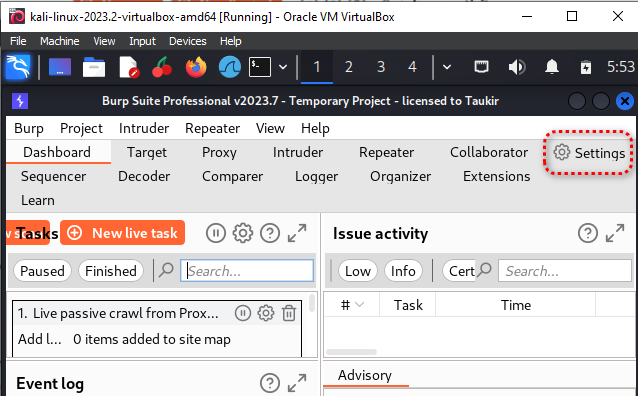 kali-linux-2023.2-virtualbox-amd64 [Running] - Oracle VM VirtualBox
File Machine View Input Devices Help
1 2 3 4 5:53
Burp Suite Professional v2023.7 - Temporary Project - licensed to Taukir
Burp Project Intruder Repeater View Help
Dashboard Target Proxy Intruder Repeater Collaborator Settings
Sequencer Decoder Comparer Logger Organizer Extensions
Learn
Tasks New live task Issue activity
Paused Finished Search... Low Info Cert Search...
# Task Time
1. Live passive crawl from Prox...
Add l... 0 items added to site map
Event log Advisory